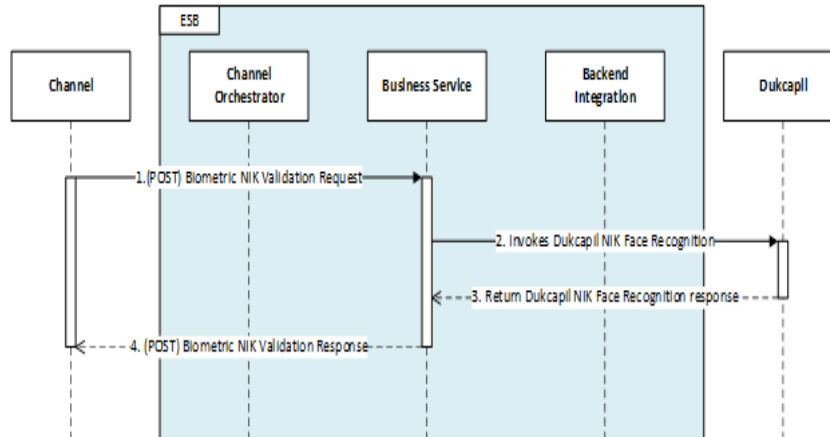 ESB
Channel
Channel
Orchestrator
Business Service
Backend
Integration
Dukcapil
1.(POST) Biometric NIK Validation Request
2. Invokes Dukcapil NIK Face Recognition
3. Return Dukcapil NIK Face Recognition response
4. (POST) Biometric NIK Validation Response